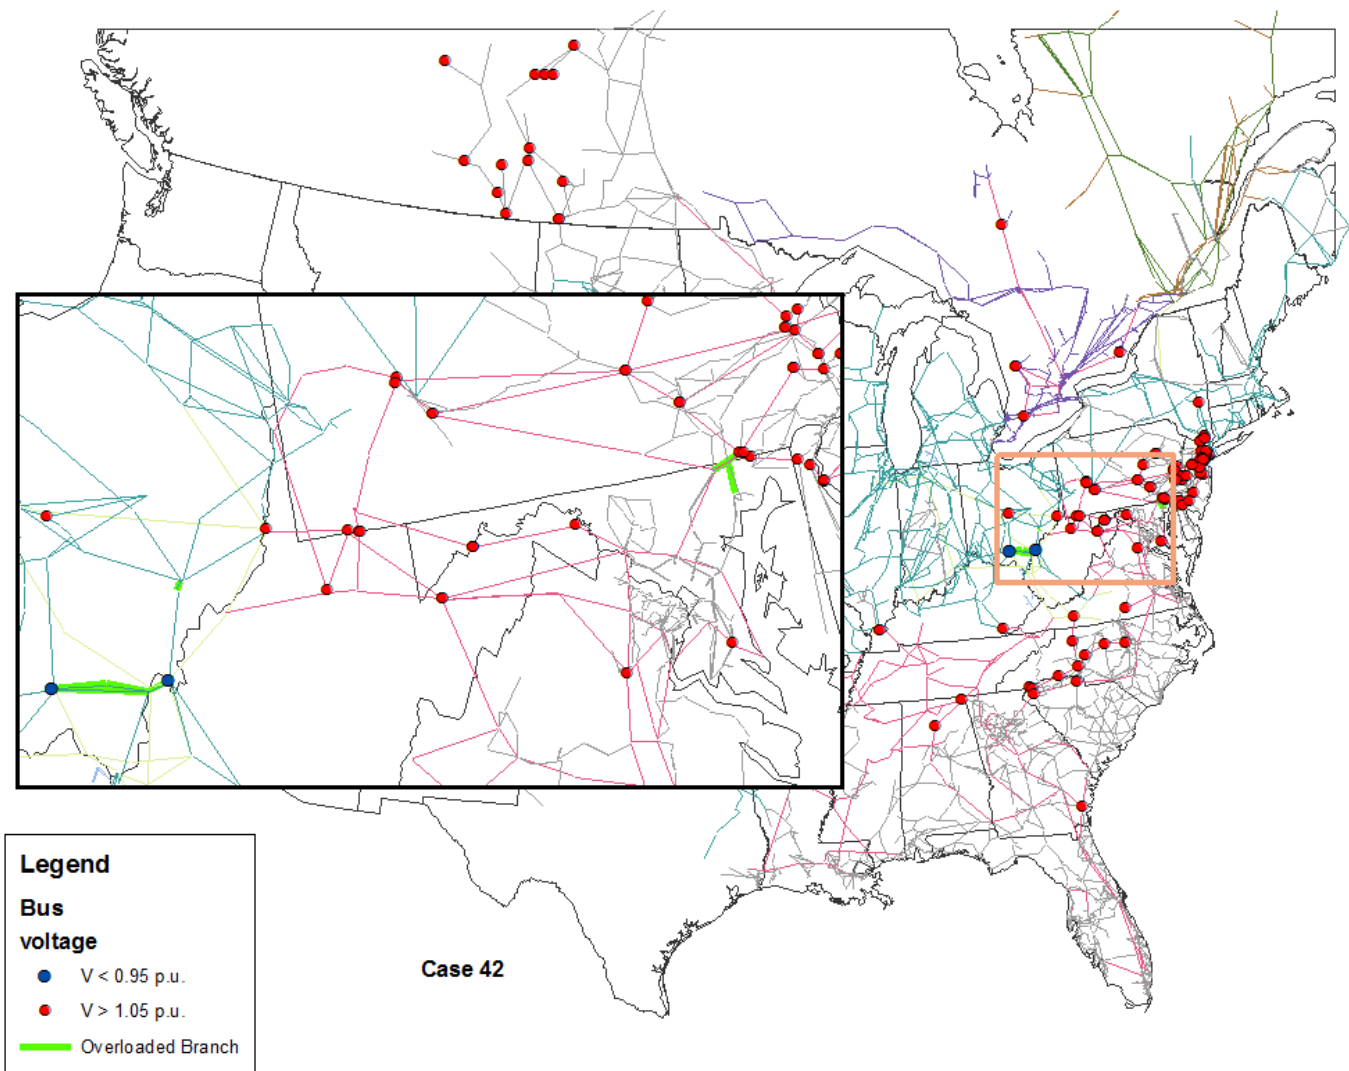 Legend
Bus
voltage
V < 0.95 p.u.
V > 1.05 p.u.
Overloaded Branch
Case 42